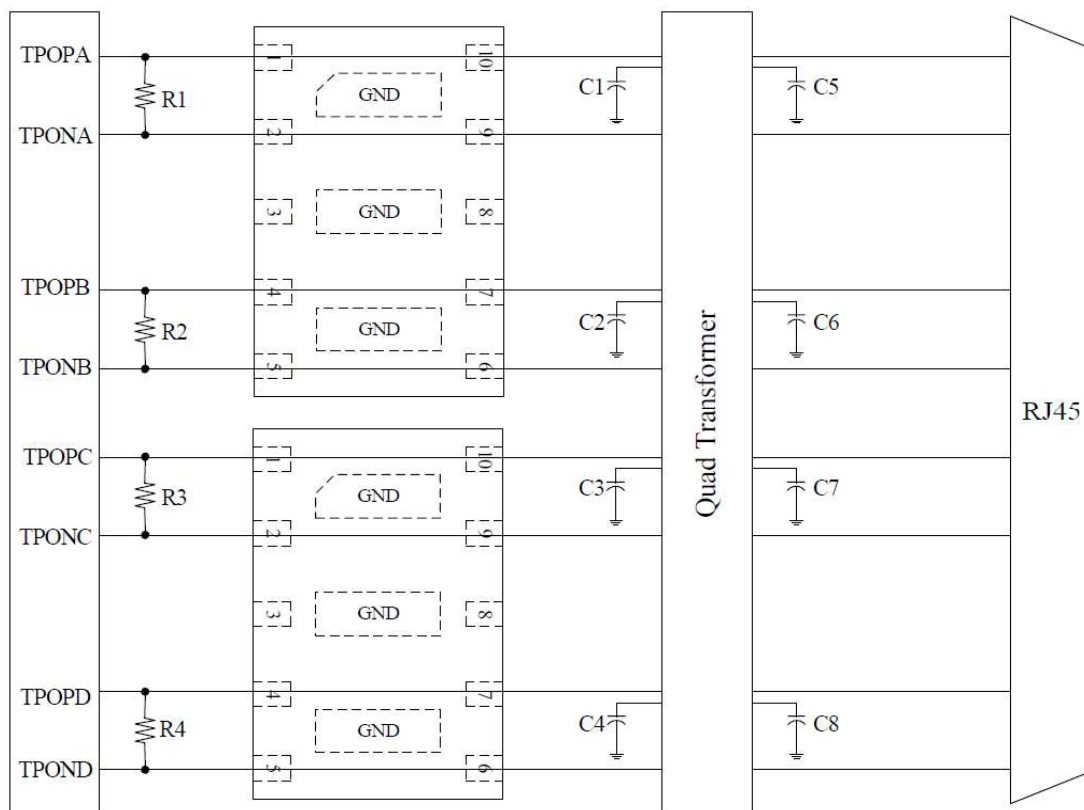 TPOPA
R1
1
10
GND
C1
C5
TPONA
2
9
3
GND
8
TPOPB
4
7
R2
GND
C2
C6
TPONB
5
6
Quad Transformer
RJ45
TPOPC
1
10
R3
GND
C3
C7
TPONC
2
9
3
GND
8
TPOPD
4
7
R4
GND
C4
C8
TPOND
5
6